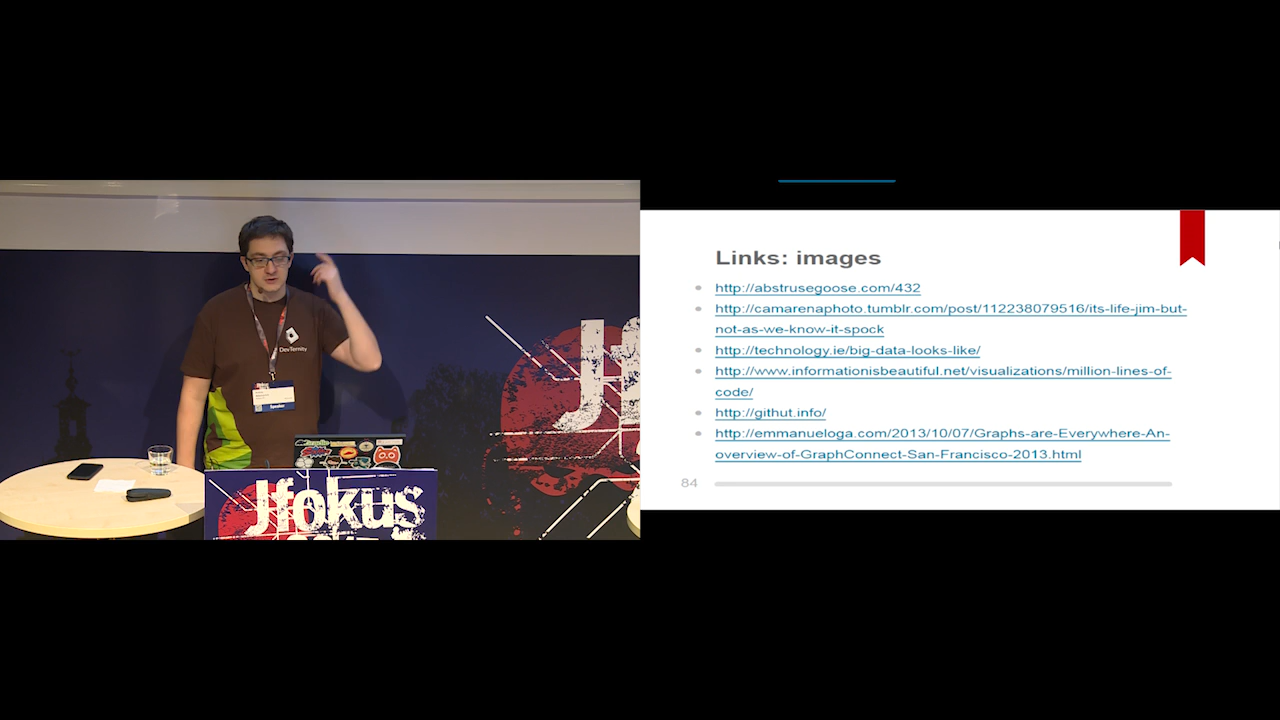 DevTernity
Speaker
Jfokus
Jf
Links: images
http://abstrusegoose.com/432
http://camarenaphoto.tumblr.com/post/112238079516/its-life-jim-but-
not-as-we-know-it-spock
http://technology.ie/big-data-looks-like/
http://www.informationisbeautiful.net/visualizations/million-lines-of-
code/
http://githut.info/
http://emmanueloga.com/2013/10/07/Graphs-are-Everywhere-An-
overview-of-GraphConnect-San-Francisco-2013.html
84